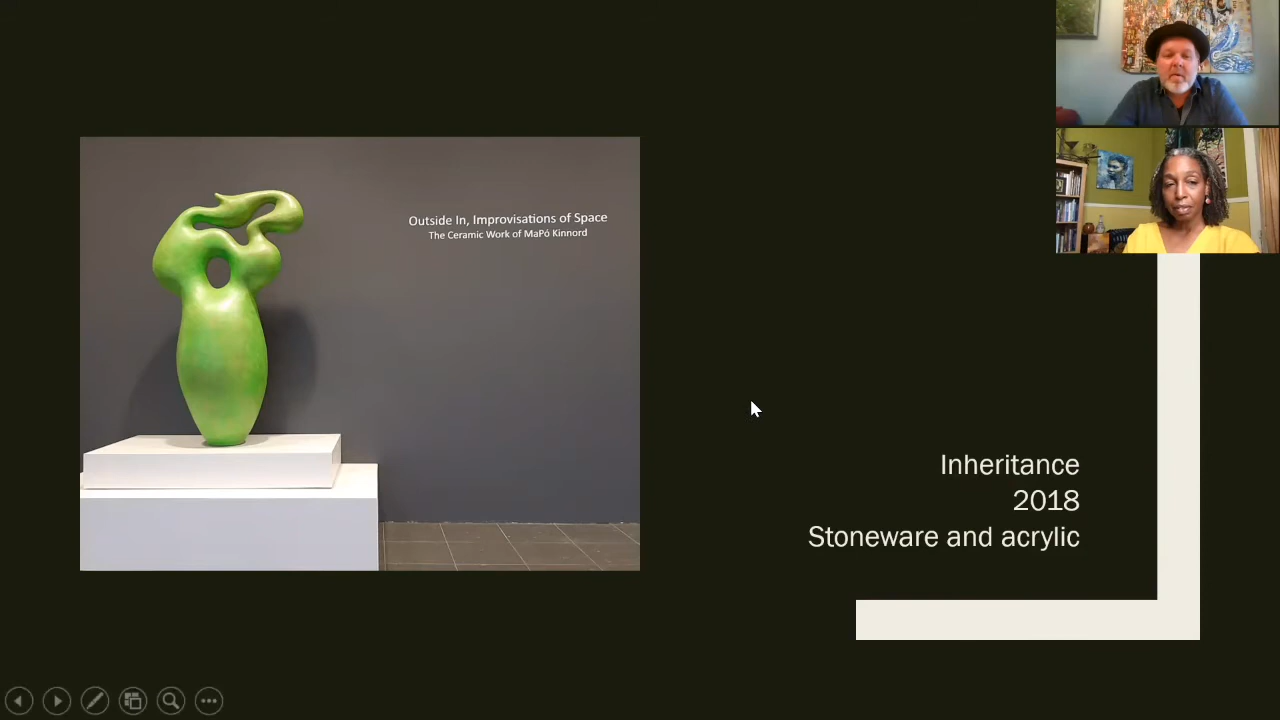 Outside In, Improvisations of Space
The Ceramic Work of MaPó Kinnord
Inheritance
2018
Stoneware and acrylic